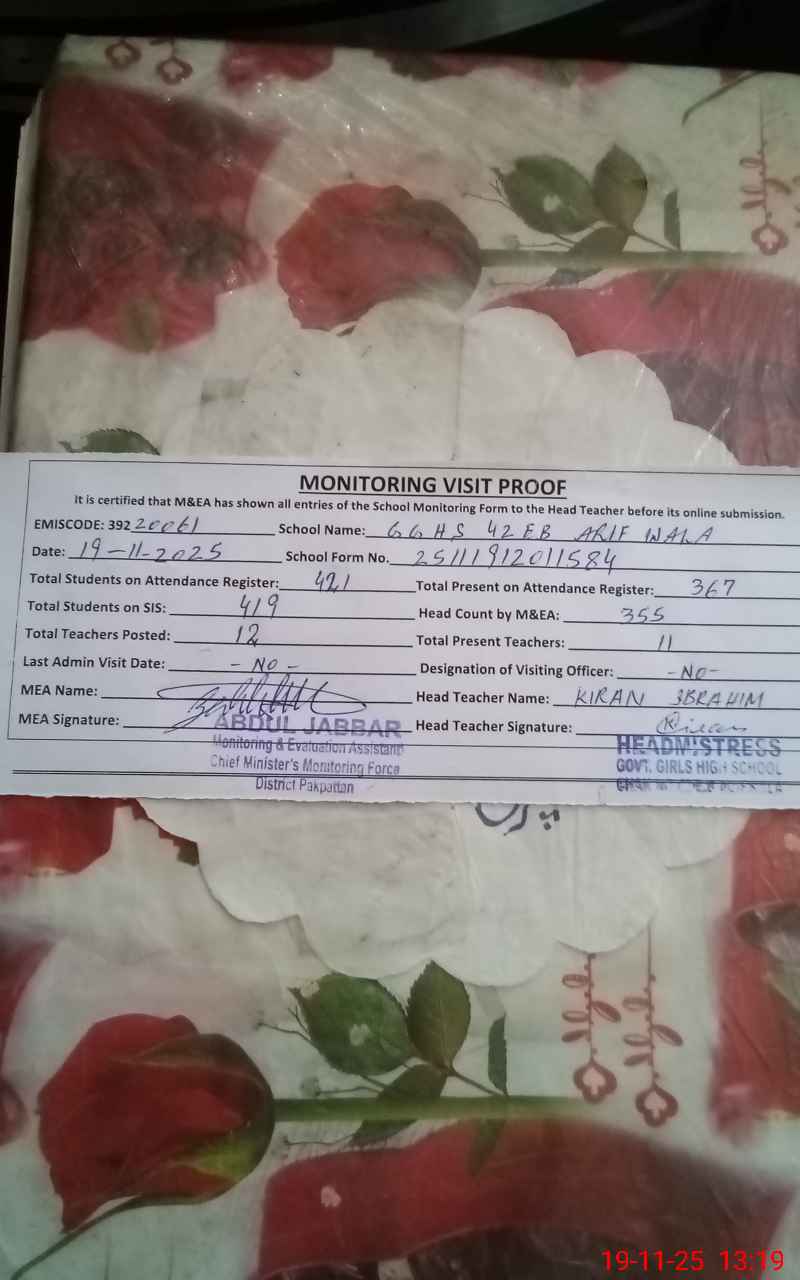 MONITORING VISIT PROOF
It is certified that M&EA has shown all entries of the School Monitoring Form to the Head Teacher before its online submission.
EMISCODE: 39220061 School Name: GGHS 42 EB ARIF WALA
Date: 19-11-2025 School Form No. 25111912011584
Total Students on Attendance Register: 421 Total Present on Attendance Register: 367
Total Students on SIS: 419 Head Count by M&EA: 355
Total Teachers Posted: 12 Total Present Teachers: 11
Last Admin Visit Date: - NO - Designation of Visiting Officer: - NO -
MEA Name: Head Teacher Name: KIRAN IBRAHIM
MEA Signature: Head Teacher Signature: Kiran
ABDUL JABBAR
Monitoring & Evaluation Assistant
Chief Minister's Monitoring Force
District Pakpattan
HEADMISTRESS
GOVT. GIRLS HIGH SCHOOL
CHAK
19-11-25 13:19